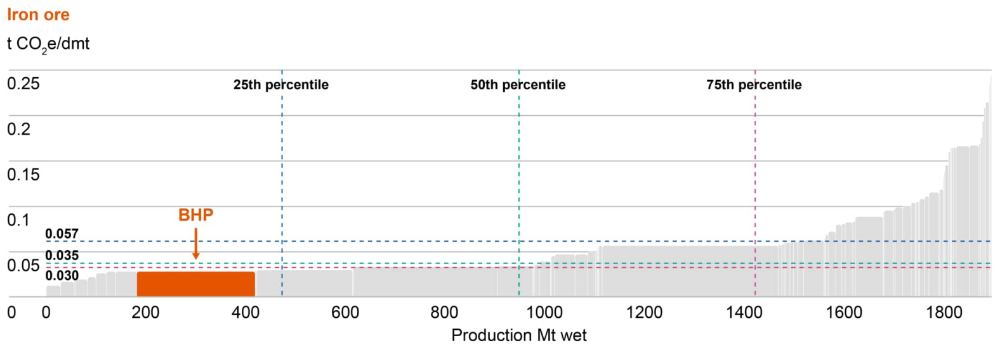 Iron ore
t CO₂e/dmt
0.25
25th percentile
50th percentile
75th percentile
0.2
0.15
BHP
0.1
0.057
0.035
0.05
0.030
0 0 200 400 600 800 1000 1200 1400 1600 1800
Production Mt wet